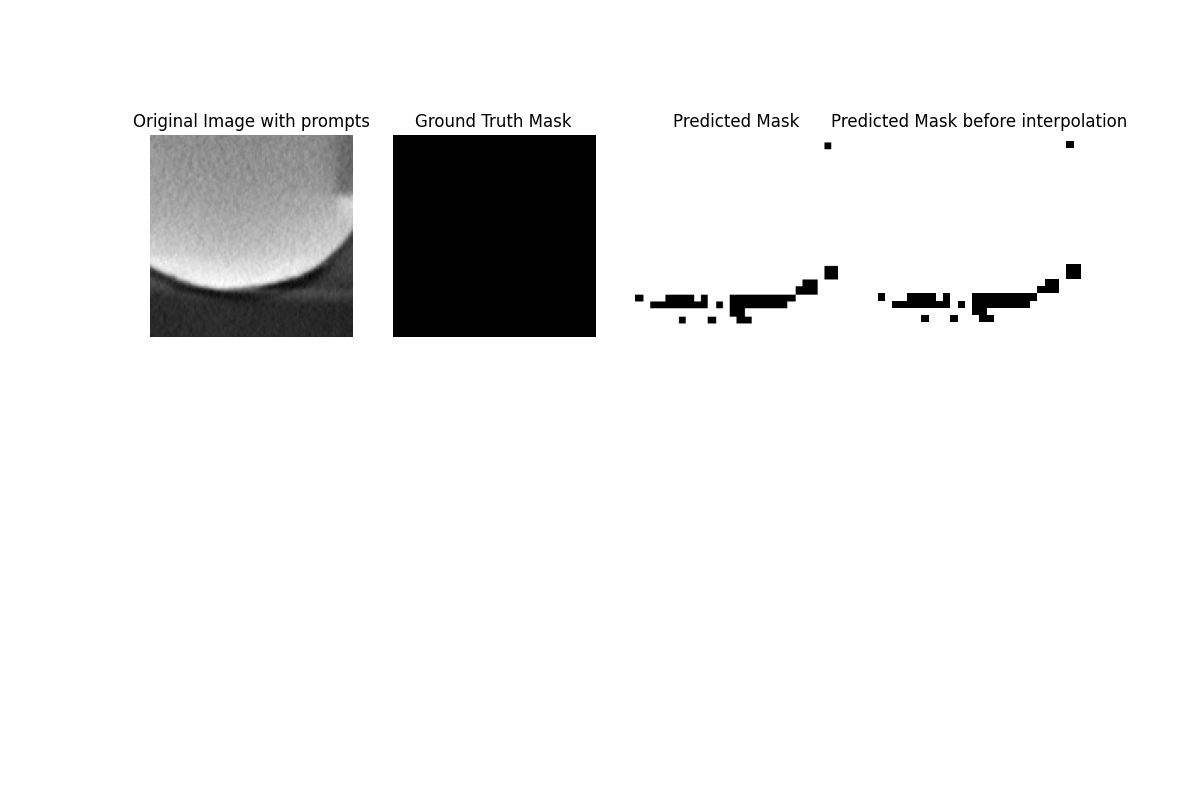 Original Image with prompts
Ground Truth Mask
Predicted Mask
Predicted Mask before interpolation